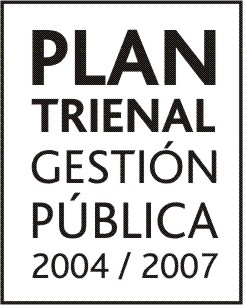 PLAN
TRIENAL
GESTIÓN
PÚBLICA
2004 / 2007